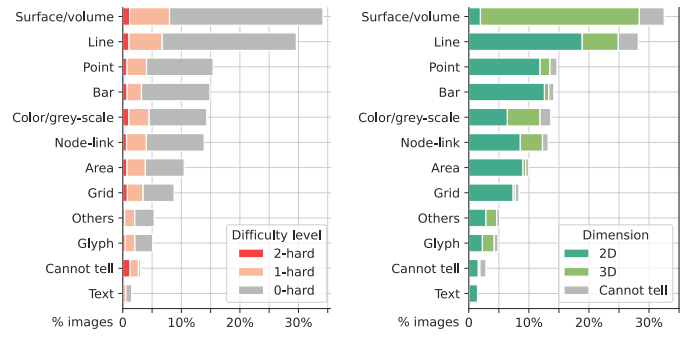 Surface/volume
Line
Point
Bar
Color/grey-scale
Node-link
Area
Grid
Others
Glyph
Cannot tell
Text
% images
0 10% 20% 30%
Difficulty level
2-hard
1-hard
0-hard
Surface/volume
Line
Point
Bar
Color/grey-scale
Node-link
Area
Grid
Others
Glyph
Cannot tell
Text
% images
0 10% 20% 30%
Dimension
2D
3D
Cannot tell